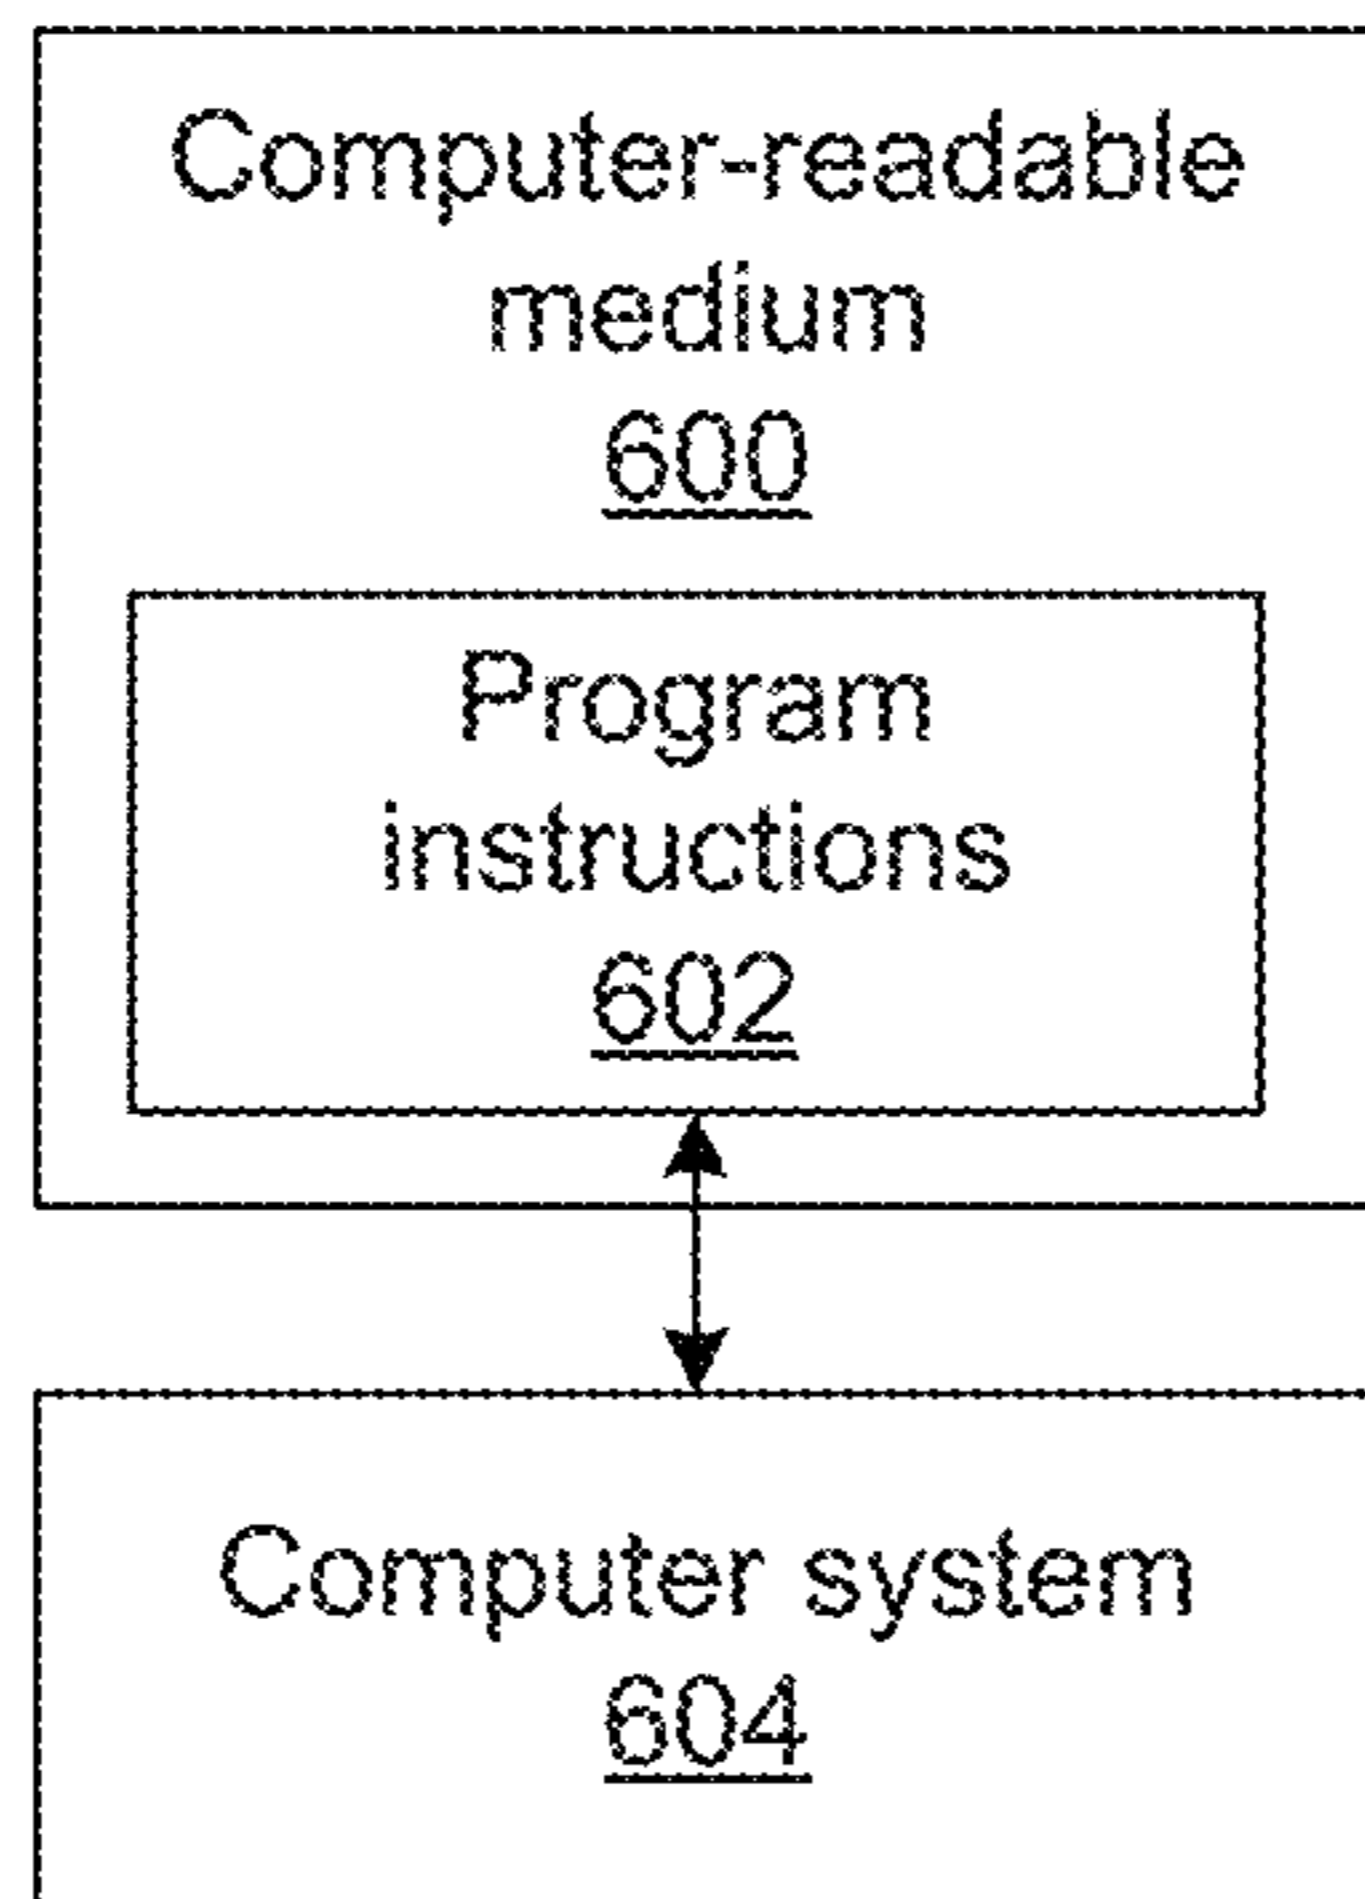 Computer-readable
medium
600
Program
instructions
602
Computer system
604